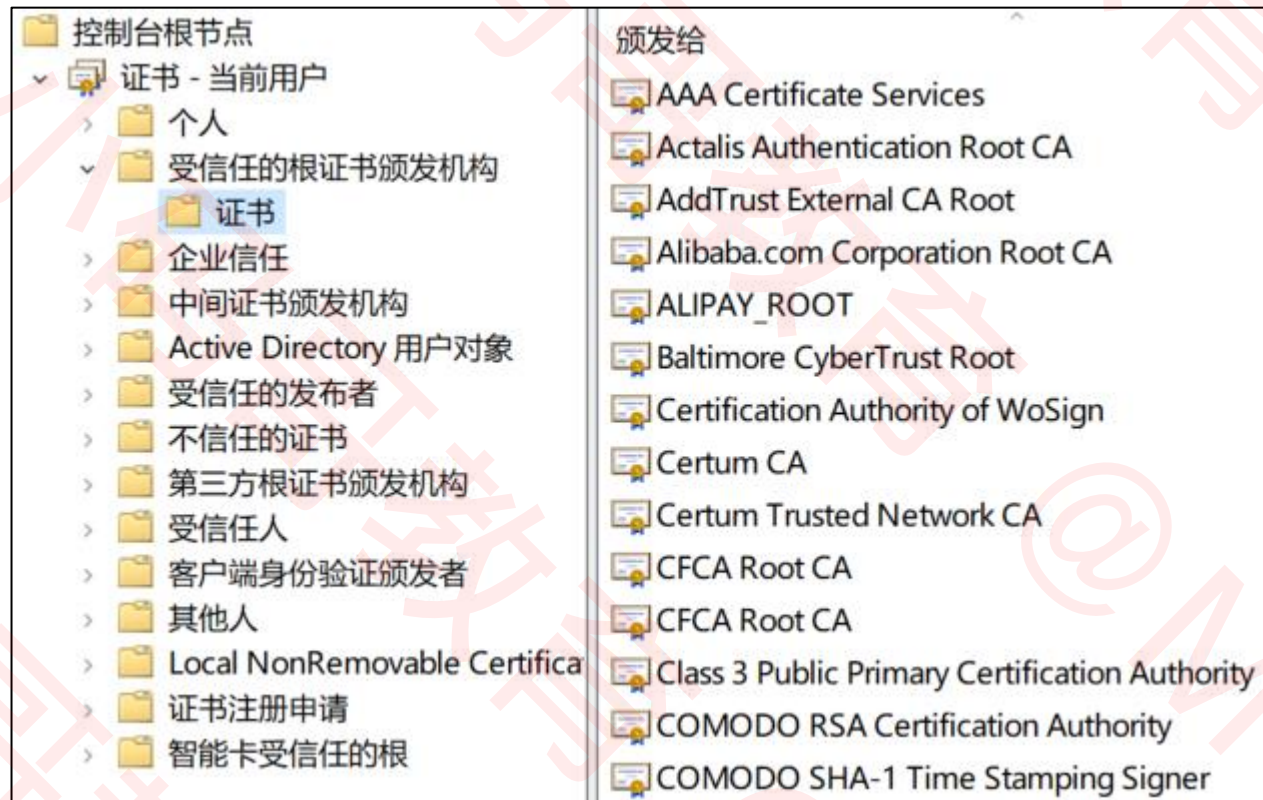 控制台根节点
证书 - 当前用户
个人
受信任的根证书颁发机构
证书
企业信任
中间证书颁发机构
Active Directory 用户对象
受信任的发布者
不信任的证书
第三方根证书颁发机构
受信任人
客户端身份验证颁发者
其他人
Local NonRemovable Certifica
证书注册申请
智能卡受信任的根
颁发给
AAA Certificate Services
Actalis Authentication Root CA
AddTrust External CA Root
Alibaba.com Corporation Root CA
ALIPAY_ROOT
Baltimore CyberTrust Root
Certification Authority of WoSign
Certum CA
Certum Trusted Network CA
CFCA Root CA
CFCA Root CA
Class 3 Public Primary Certification Authority
COMODO RSA Certification Authority
COMODO SHA-1 Time Stamping Signer